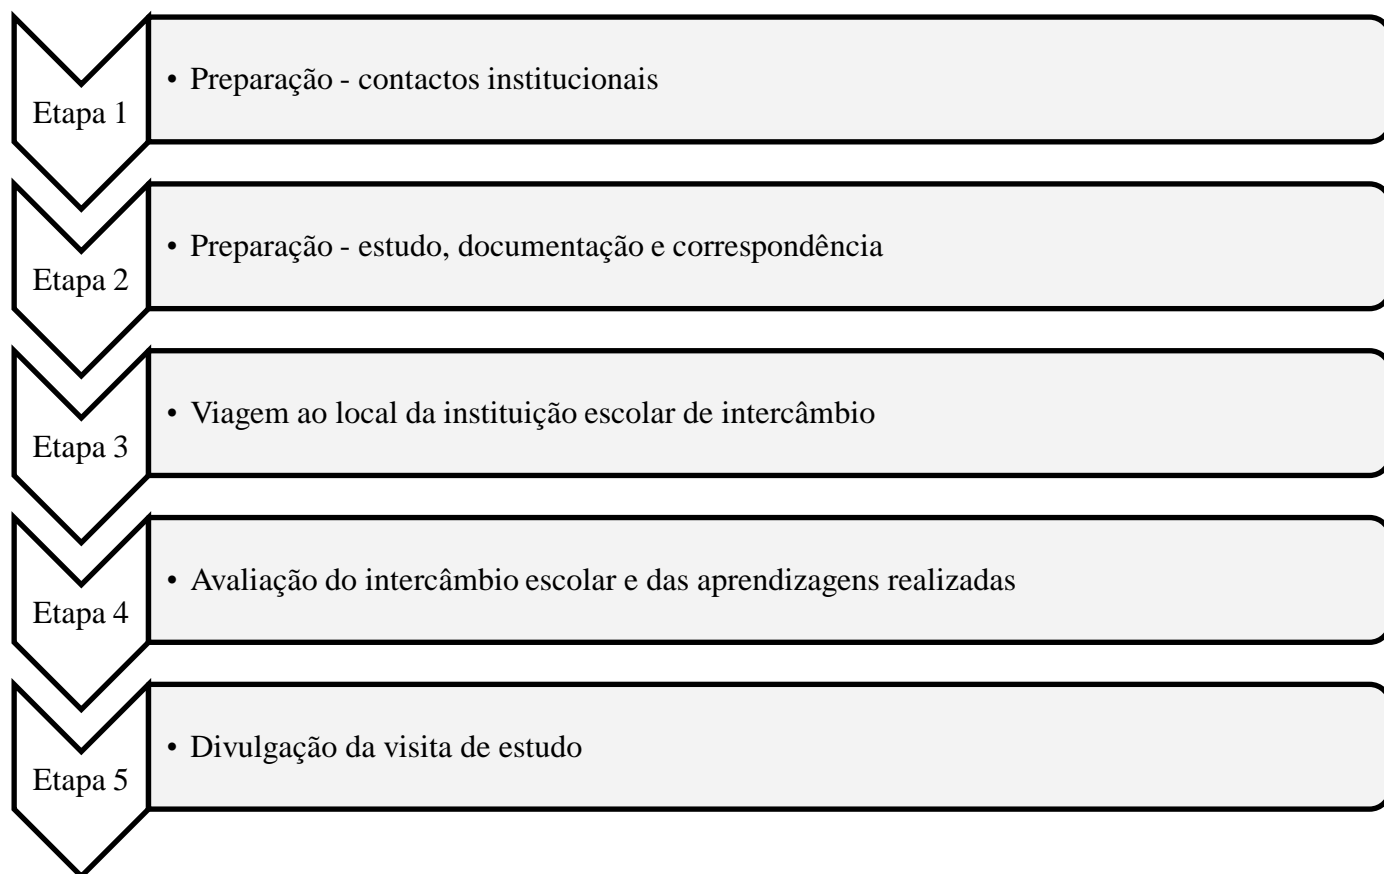 Etapa 1
• Preparação - contactos institucionais
Etapa 2
• Preparação - estudo, documentação e correspondência
Etapa 3
• Viagem ao local da instituição escolar de intercâmbio
Etapa 4
• Avaliação do intercâmbio escolar e das aprendizagens realizadas
Etapa 5
• Divulgação da visita de estudo